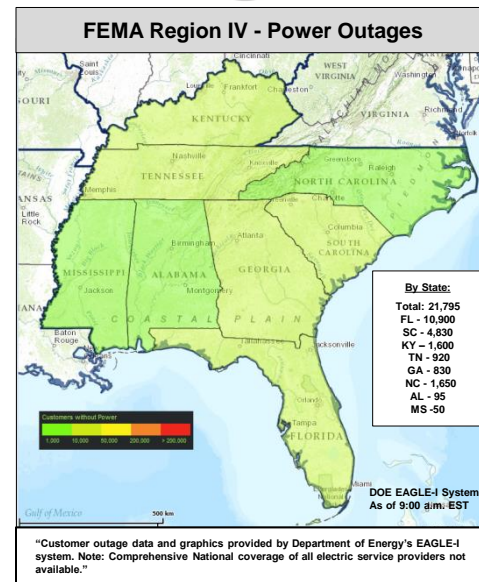 FEMA Region IV - Power Outages
Saint
Louis
Cincinnati
WEST
VIRGINIA
Washington
Frankfort
Charleston
Richmond
KENTUCKY
VIRGINIA
Norfolk
Nashville
Knoxville
Greensboro
Raleigh
TENNESSEE
NORTH CAROLINA
Memphis
Charlotte
Little
Rock
Columbia
SOUTH
CAROLINA
Birmingham
Atlanta
MISSISSIPPI
ALABAMA
GEORGIA
Jackson
Montgomery
COASTAL PLAIN
Baton
Rouge
Tallahassee
Jacksonville
Orlando
Tampa
FLORIDA
Miami
Gulf of Mexico
500 km
By State:
Total: 21,795
FL - 10,900
SC - 4,830
KY – 1,600
TN - 920
GA - 830
NC - 1,650
AL - 95
MS -50
Customers without Power
1,000 10,000 50,000 200,000 > 200,000
DOE EAGLE-I System
As of 9:00 a.m. EST
“Customer outage data and graphics provided by Department of Energy’s EAGLE-I
system. Note: Comprehensive National coverage of all electric service providers not
available.”